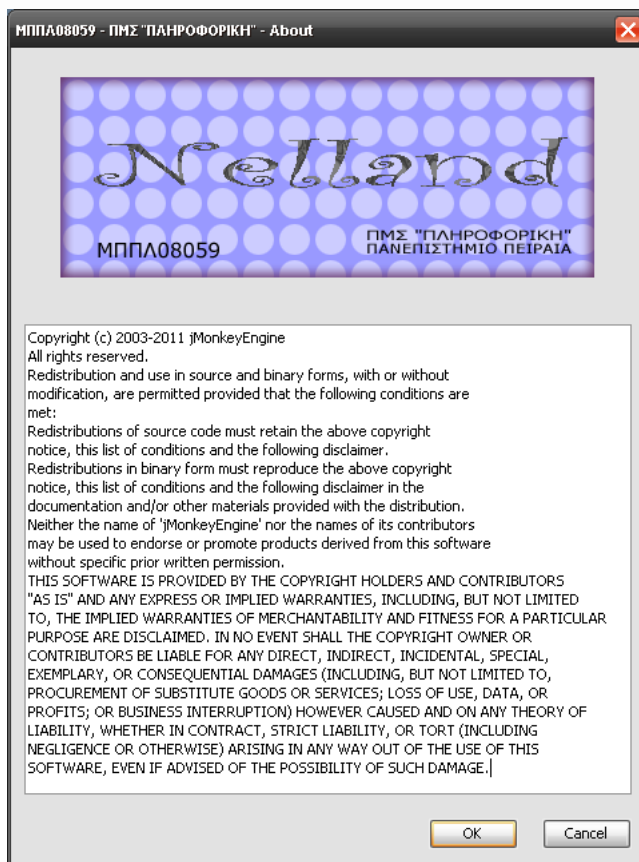 ΜΠΠΛ08059 - ΠΜΣ "ΠΛΗΡΟΦΟΡΙΚΗ" - About
Nelland
ΜΠΠΛ08059
ΠΜΣ "ΠΛΗΡΟΦΟΡΙΚΗ"
ΠΑΝΕΠΙΣΤΗΜΙΟ ΠΕΙΡΑΙΑ
Copyright (c) 2003-2011 jMonkeyEngine
All rights reserved.
Redistribution and use in source and binary forms, with or without
modification, are permitted provided that the following conditions are
met:
Redistributions of source code must retain the above copyright
notice, this list of conditions and the following disclaimer.
Redistributions in binary form must reproduce the above copyright
notice, this list of conditions and the following disclaimer in the
documentation and/or other materials provided with the distribution.
Neither the name of 'jMonkeyEngine' nor the names of its contributors
may be used to endorse or promote products derived from this software
without specific prior written permission.
THIS SOFTWARE IS PROVIDED BY THE COPYRIGHT HOLDERS AND CONTRIBUTORS
"AS IS" AND ANY EXPRESS OR IMPLIED WARRANTIES, INCLUDING, BUT NOT LIMITED
TO, THE IMPLIED WARRANTIES OF MERCHANTABILITY AND FITNESS FOR A PARTICULAR
PURPOSE ARE DISCLAIMED. IN NO EVENT SHALL THE COPYRIGHT OWNER OR
CONTRIBUTORS BE LIABLE FOR ANY DIRECT, INDIRECT, INCIDENTAL, SPECIAL,
EXEMPLARY, OR CONSEQUENTIAL DAMAGES (INCLUDING, BUT NOT LIMITED TO,
PROCUREMENT OF SUBSTITUTE GOODS OR SERVICES; LOSS OF USE, DATA, OR
PROFITS; OR BUSINESS INTERRUPTION) HOWEVER CAUSED AND ON ANY THEORY OF
LIABILITY, WHETHER IN CONTRACT, STRICT LIABILITY, OR TORT (INCLUDING
NEGLIGENCE OR OTHERWISE) ARISING IN ANY WAY OUT OF THE USE OF THIS
SOFTWARE, EVEN IF ADVISED OF THE POSSIBILITY OF SUCH DAMAGE.
OK
Cancel